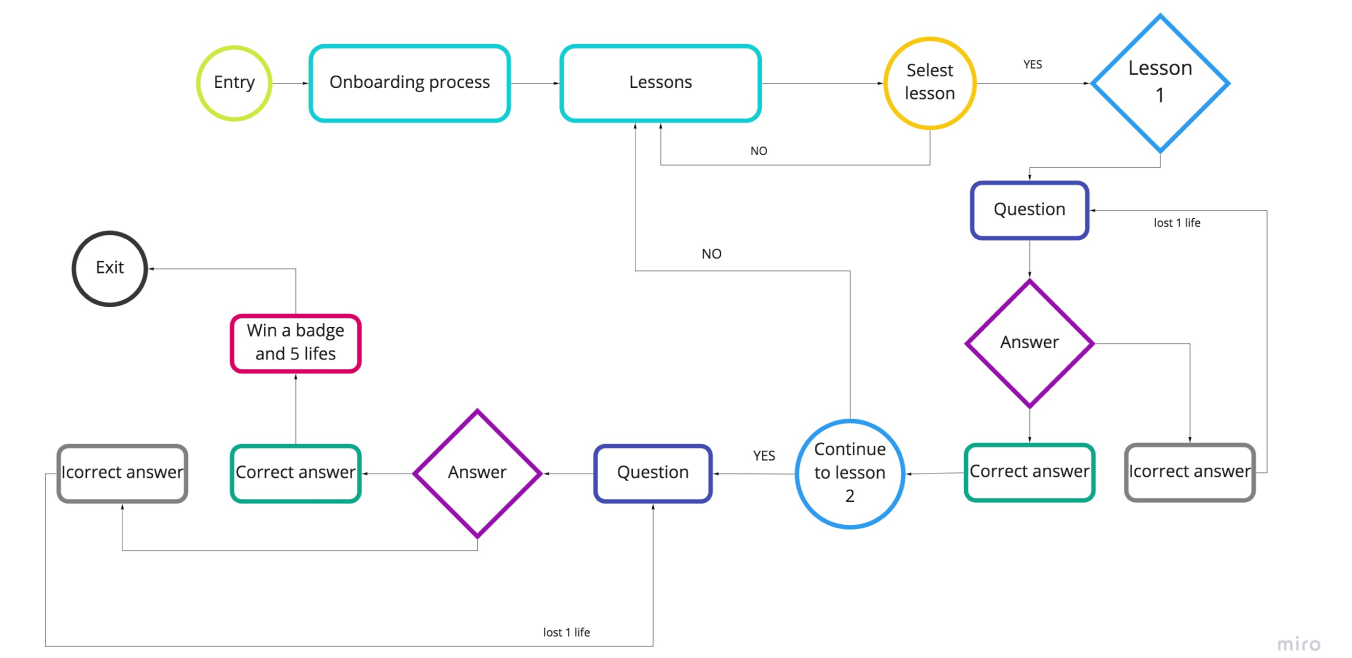 Entry
Onboarding process
Lessons
Selest
lesson
YES
Lesson
1
NO
Question
lost 1 life
NO
Exit
Win a badge
and 5 lifes
Answer
Icorrect answer
Correct answer
Answer
Question
YES
Continue
to lesson
2
Correct answer
Icorrect answer
lost 1 life
miro